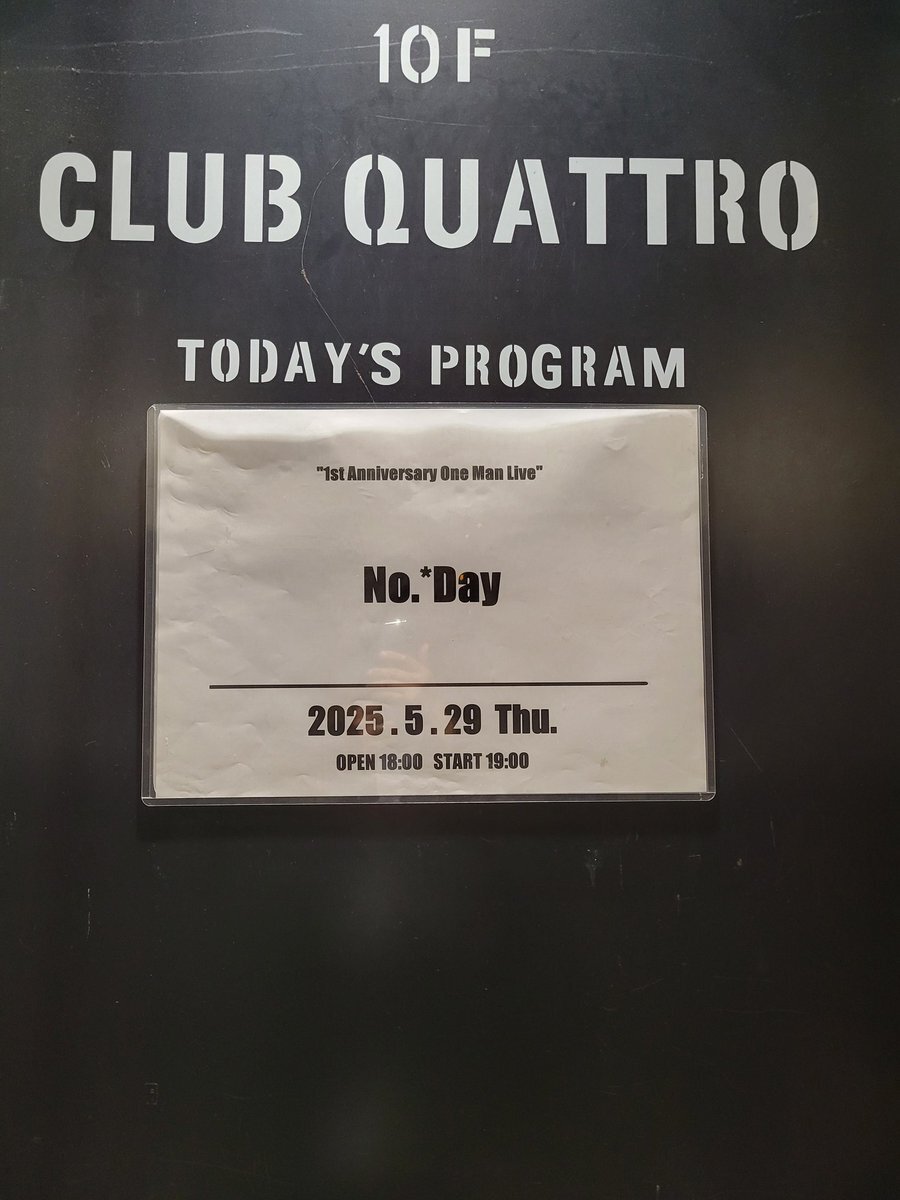 10F
CLUB QUATTRO
TODAY'S PROGRAM
"1st Anniversary One Man Live"
No.*Day
2025.5.29 Thu.
OPEN 18:00 START 19:00